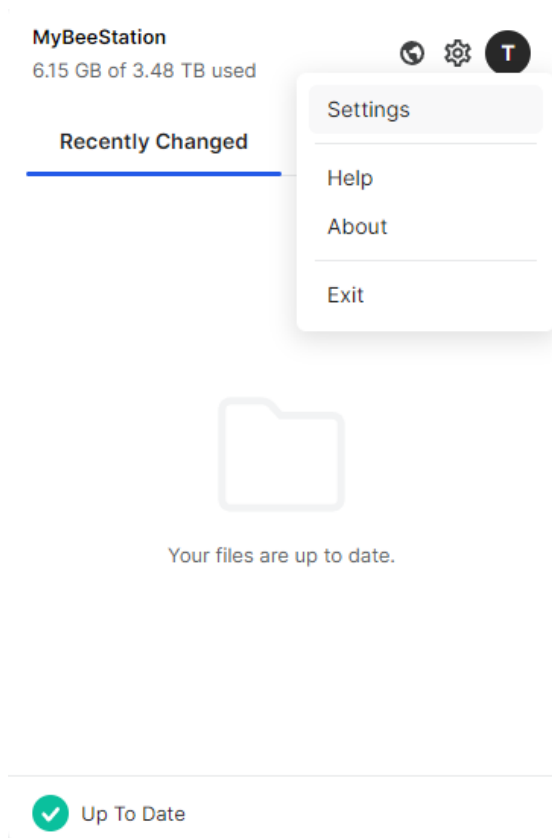 MyBeeStation
6.15 GB of 3.48 TB used
T
Recently Changed
Settings
Help
About
Exit
Your files are up to date.
Up To Date